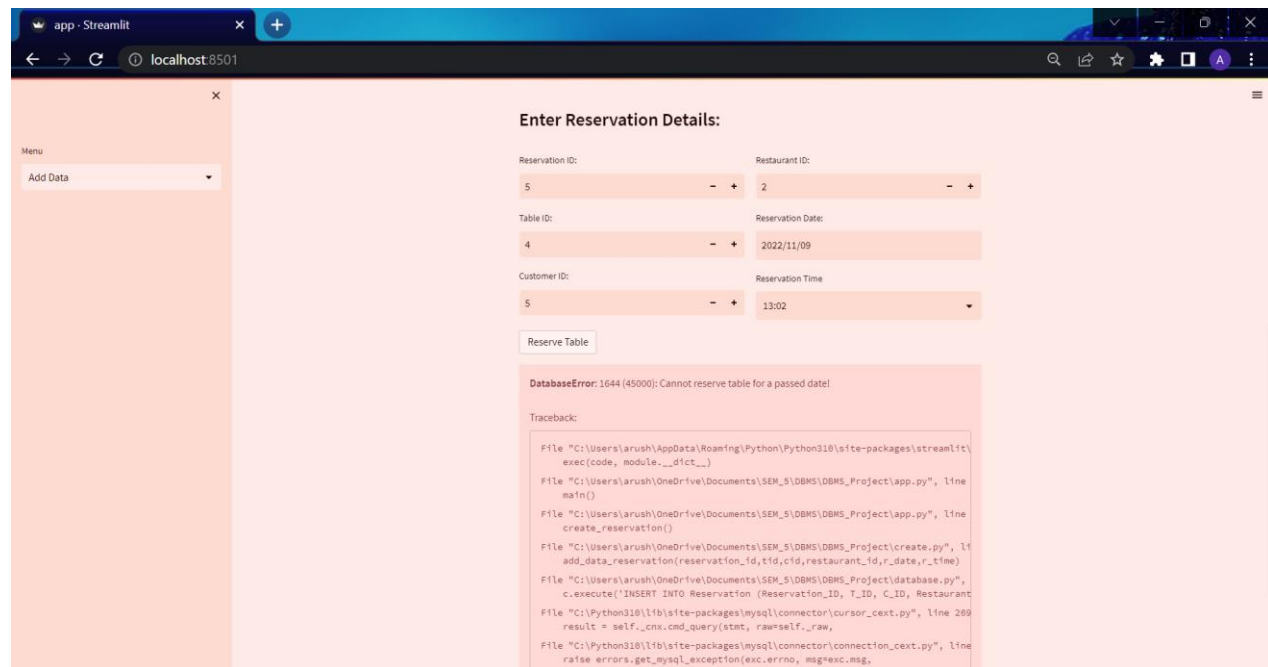 app · Streamlit
localhost:8501
A
Menu
Add Data
Enter Reservation Details:
Reservation ID:
Restaurant ID:
5
2
Table ID:
Reservation Date:
4
2022/11/09
Customer ID:
Reservation Time
5
13:02
Reserve Table
DatabaseError: 1644 (45000): Cannot reserve table for a passed date!
Traceback:
File "C:\Users\arush\AppData\Roaming\Python\Python310\site-packages\streamlit\
exec(code, module.__dict__)
File "C:\Users\arush\OneDrive\Documents\SEM_5\DBMS\DBMS_Project\app.py", line
main()
File "C:\Users\arush\OneDrive\Documents\SEM_5\DBMS\DBMS_Project\app.py", line
create_reservation()
File "C:\Users\arush\OneDrive\Documents\SEM_5\DBMS\DBMS_Project\create.py", li
add_data_reservation(reservation_id,tid,cid,restaurant_id,r_date,r_time)
File "C:\Users\arush\OneDrive\Documents\SEM_5\DBMS\DBMS_Project\database.py",
c.execute('INSERT INTO Reservation (Reservation_ID, T_ID, C_ID, Restaurant
File "C:\Python310\lib\site-packages\mysql\connector\cursor_cext.py", line 269
result = self._cnx.cmd_query(stmt, raw=self._raw,
File "C:\Python310\lib\site-packages\mysql\connector\connection_cext.py", line
raise errors.get_mysql_exception(exc.errno, msg=exc.msg,